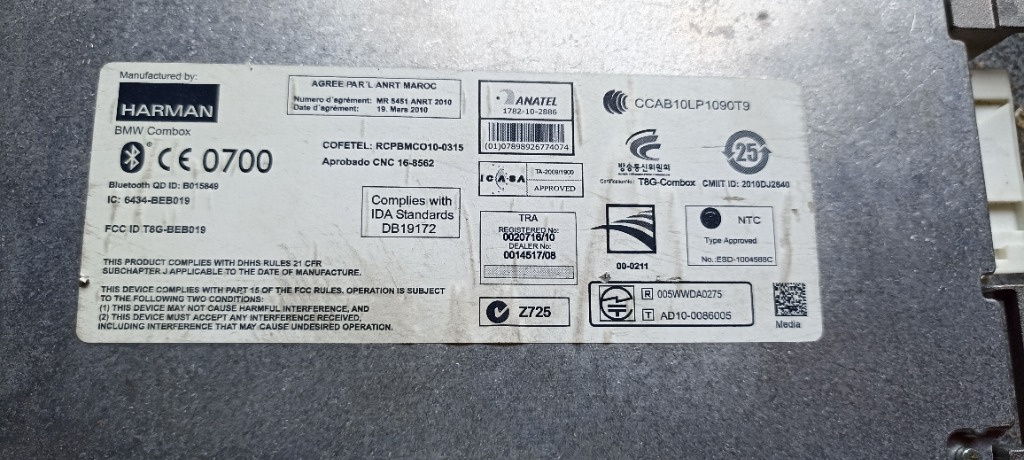 Manufactured by:
HARMAN
BMW Combox
CE 0700
Bluetooth QD ID: B015849
IC: 6434-BEB019
FCC ID T8G-BEB019
THIS PRODUCT COMPLIES WITH DHHS RULES 21 CFR
SUBCHAPTER J APPLICABLE TO THE DATE OF MANUFACTURE.
THIS DEVICE COMPLIES WITH PART 15 OF THE FCC RULES. OPERATION IS SUBJECT
TO THE FOLLOWING TWO CONDITIONS:
(1) THIS DEVICE MAY NOT CAUSE HARMFUL INTERFERENCE, AND
(2) THIS DEVICE MUST ACCEPT ANY INTERFERENCE RECEIVED,
INCLUDING INTERFERENCE THAT MAY CAUSE UNDESIRED OPERATION.
AGREE PAR L'ANRT MAROC
Numero d'agrément: MR 5451 ANRT 2010
Date d'agrément: 19. Mars 2010
COFETEL: RCPBMCO10-0315
Aprobado CNC 16-8562
Complies with
IDA Standards
DB19172
ANATEL
1782-10-2886
(01)07898926774074
ICASA
TA-2009/1900
APPROVED
TRA
REGISTERED No:
0020716/10
DEALER No:
0014517/08
Z725
CCAB10LP1090T9
방송통신위원회
T8G-Combox
25
CMIIT ID: 2010DJ2640
00-0211
NTC
Type Approved
No.:ESD-1004568C
R 005WWDA0275
T AD10-0086005
Media